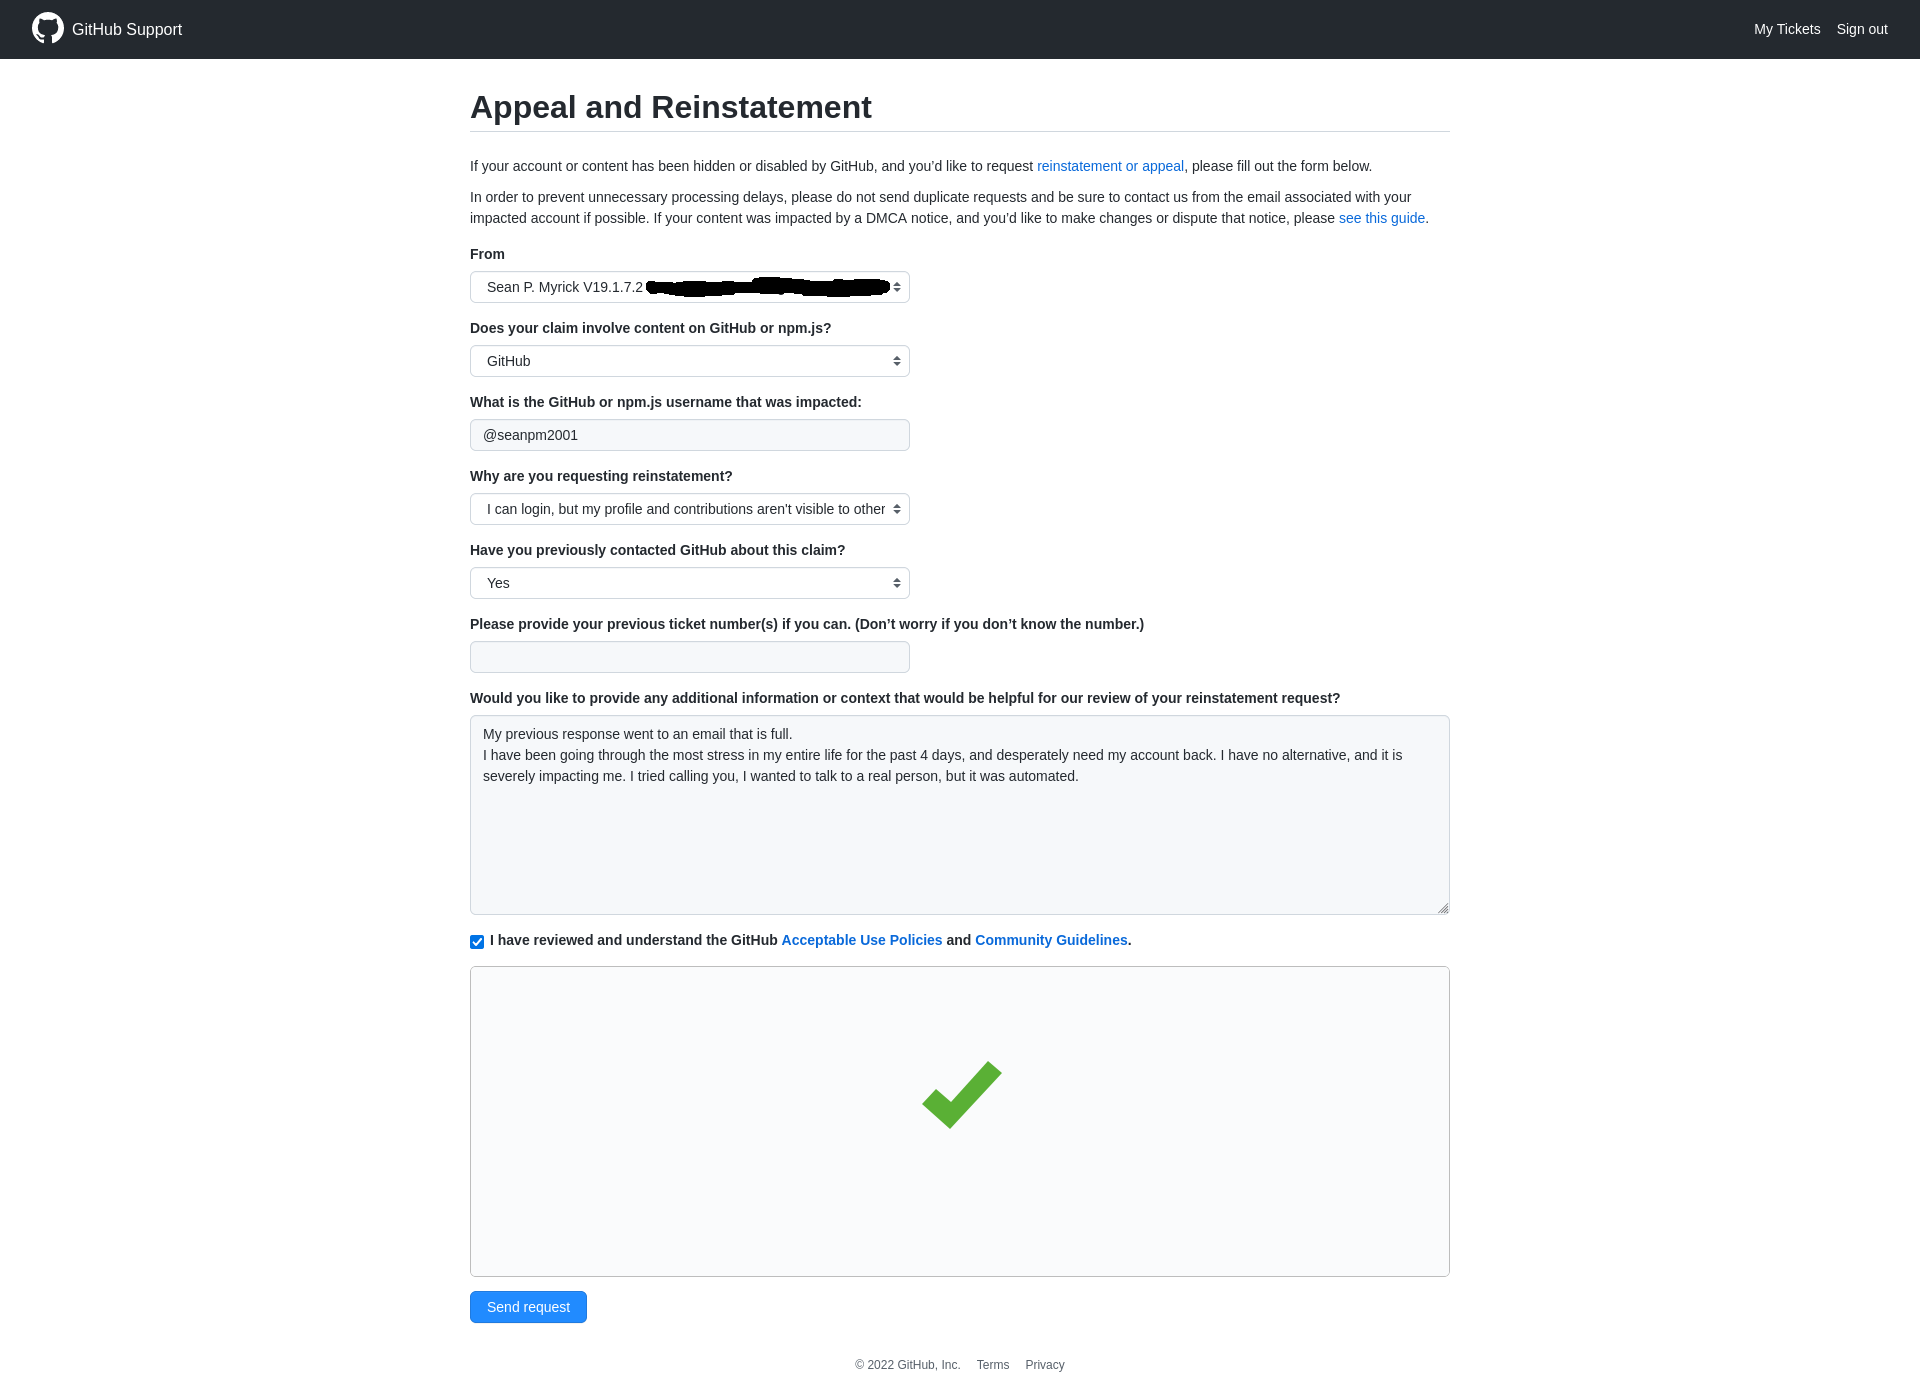 GitHub Support
My Tickets
Sign out
Appeal and Reinstatement
If your account or content has been hidden or disabled by GitHub, and you’d like to request reinstatement or appeal, please fill out the form below.
In order to prevent unnecessary processing delays, please do not send duplicate requests and be sure to contact us from the email associated with your
impacted account if possible. If your content was impacted by a DMCA notice, and you’d like to make changes or dispute that notice, please see this guide.
From
Sean P. Myrick V19.1.7.2
Does your claim involve content on GitHub or npm.js?
GitHub
What is the GitHub or npm.js username that was impacted:
@seanpm2001
Why are you requesting reinstatement?
I can login, but my profile and contributions aren't visible to other
Have you previously contacted GitHub about this claim?
Yes
Please provide your previous ticket number(s) if you can. (Don’t worry if you don’t know the number.)
Would you like to provide any additional information or context that would be helpful for our review of your reinstatement request?
My previous response went to an email that is full.
I have been going through the most stress in my entire life for the past 4 days, and desperately need my account back. I have no alternative, and it is
severely impacting me. I tried calling you, I wanted to talk to a real person, but it was automated.
I have reviewed and understand the GitHub Acceptable Use Policies and Community Guidelines.
Send request
© 2022 GitHub, Inc.
Terms
Privacy